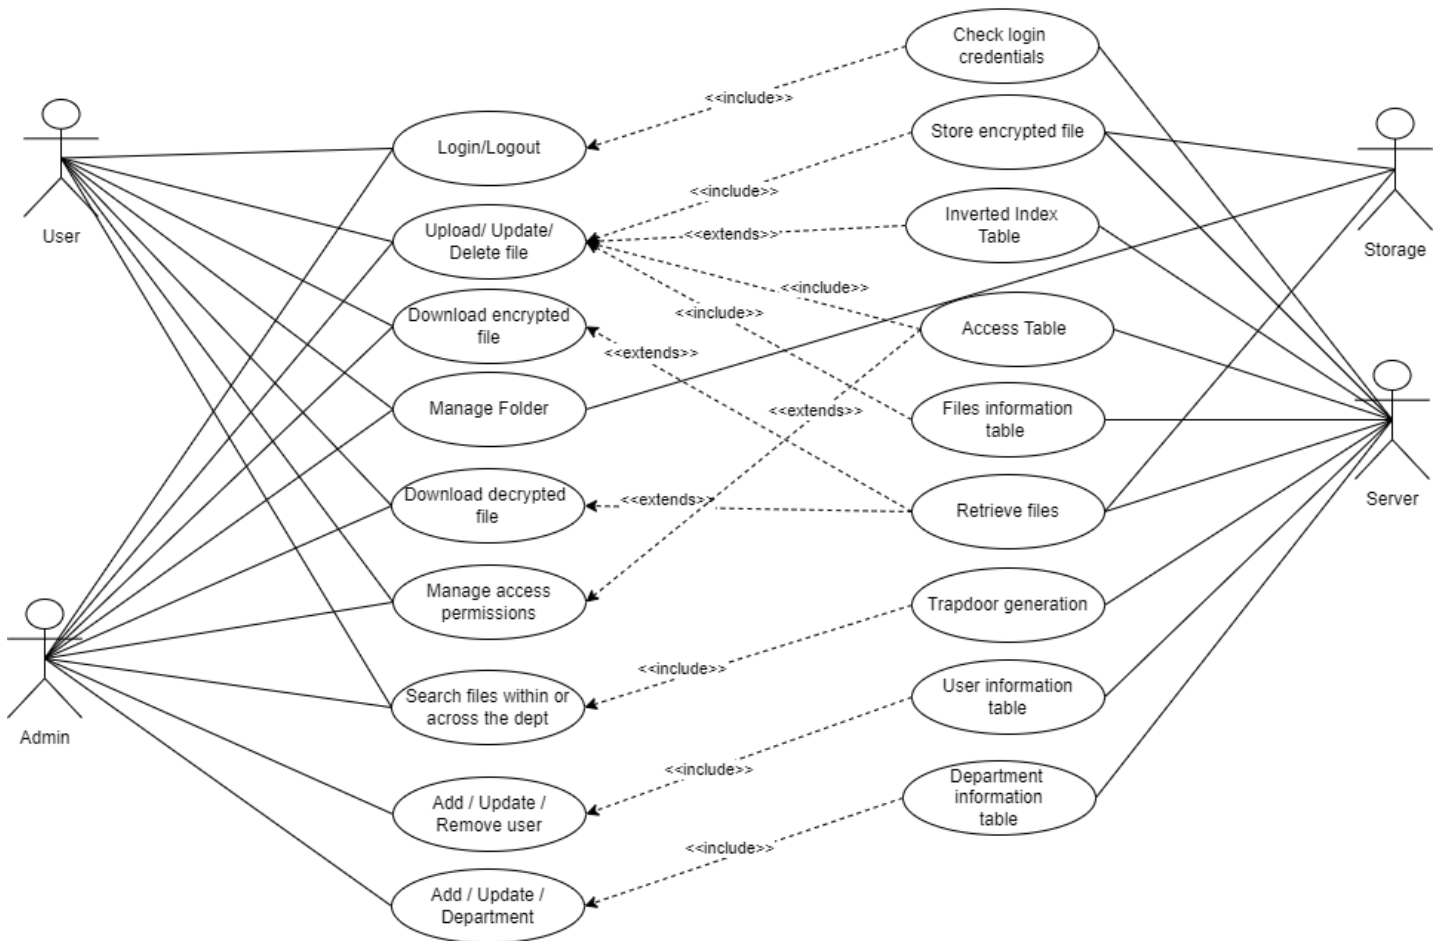 Check login
credentials
<<include>>
Login/Logout
Store encrypted file
<<include>>
User
Upload/ Update/
Delete file
<<extends>>
Inverted Index
Table
Storage
<<include>>
<<include>>
Download encrypted
file
Access Table
<<extends>>
Manage Folder
<<extends>>
Files information
table
Download decrypted
file
<<extends>>
Retrieve files
Server
Manage access
permissions
Trapdoor generation
<<include>>
Search files within or
across the dept
User information
table
Admin
<<include>>
Add / Update /
Remove user
Department
information
table
<<include>>
Add / Update /
Department